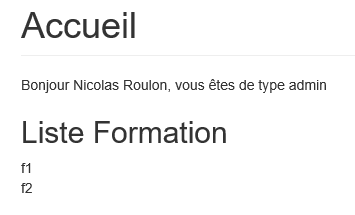 Accueil
Bonjour Nicolas Roulon, vous êtes de type admin
Liste Formation
f1
f2